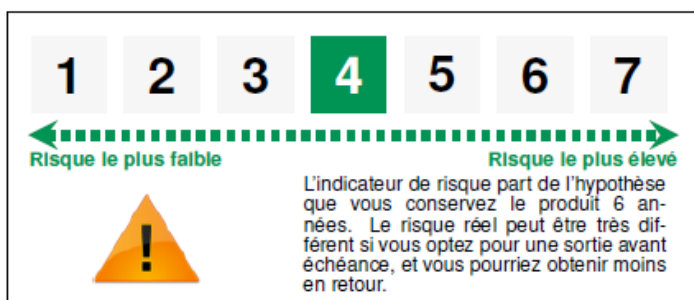 1 2 3 4 5 6 7
Risque le plus faible Risque le plus élevé
L'indicateur de risque part de l'hypothèse
que vous conservez le produit 6 an-
nées. Le risque réel peut être très dif-
férent si vous optez pour une sortie avant
échéance, et vous pourriez obtenir moins
en retour.
!